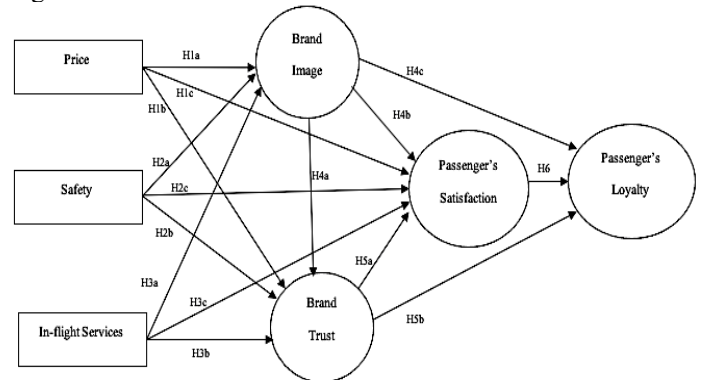 Price
H1a
Brand
Image
H4c
H1c
H1b
H4b
H2a
Passenger's
Satisfaction
H6
Passenger's
Loyalty
Safety
H2c
H4a
H2b
H3a
H5a
H3c
Brand
Trust
H5b
In-flight Services
H3b